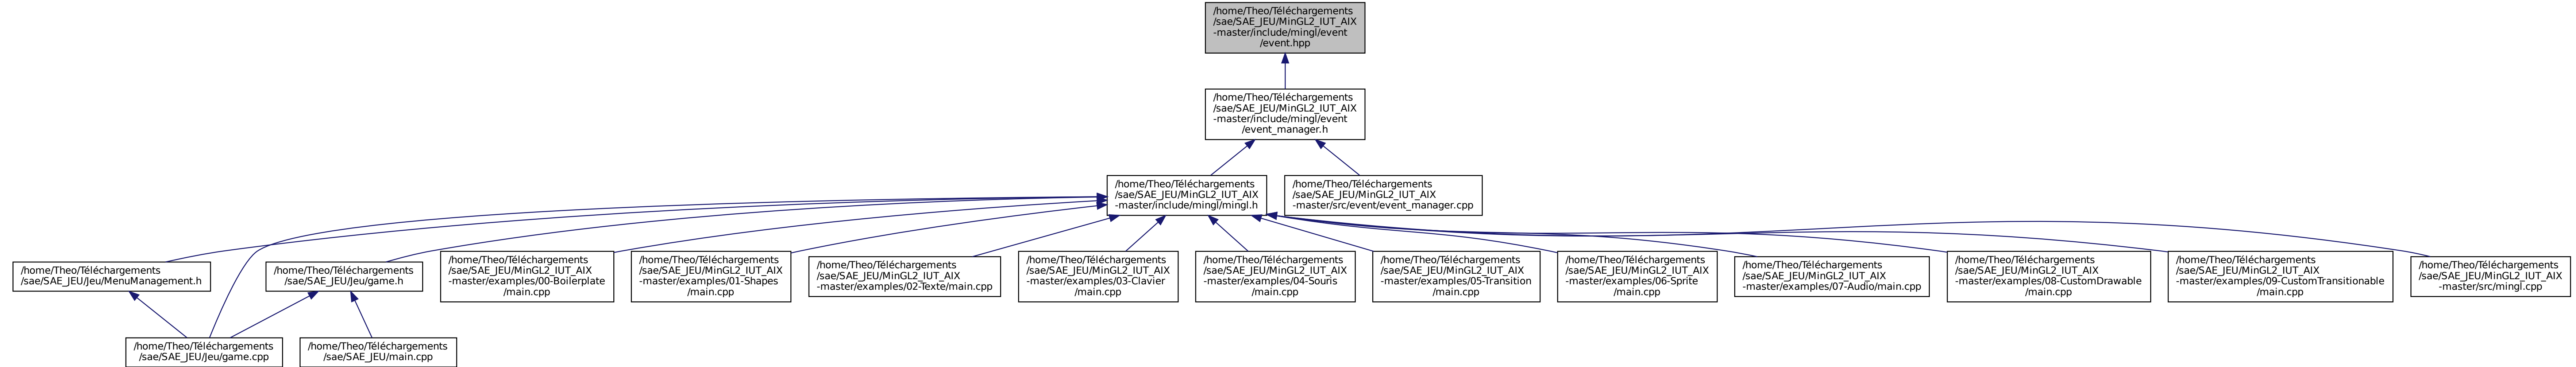 /home/Theo/Téléchargements
/sae/SAE_JEU/MinGL2_IUT_AIX
-master/include/mingl/event
/event.hpp
/home/Theo/Téléchargements
/sae/SAE_JEU/MinGL2_IUT_AIX
-master/include/mingl/event
/event_manager.h
/home/Theo/Téléchargements
/sae/SAE_JEU/MinGL2_IUT_AIX
-master/include/mingl/mingl.h
/home/Theo/Téléchargements
/sae/SAE_JEU/MinGL2_IUT_AIX
-master/src/event/event_manager.cpp
/home/Theo/Téléchargements
/sae/SAE_JEU/Jeu/MenuManagement.h
/home/Theo/Téléchargements
/sae/SAE_JEU/Jeu/game.h
/home/Theo/Téléchargements
/sae/SAE_JEU/MinGL2_IUT_AIX
-master/examples/00-Boilerplate
/main.cpp
/home/Theo/Téléchargements
/sae/SAE_JEU/MinGL2_IUT_AIX
-master/examples/01-Shapes
/main.cpp
/home/Theo/Téléchargements
/sae/SAE_JEU/MinGL2_IUT_AIX
-master/examples/02-Texte/main.cpp
/home/Theo/Téléchargements
/sae/SAE_JEU/MinGL2_IUT_AIX
-master/examples/03-Clavier
/main.cpp
/home/Theo/Téléchargements
/sae/SAE_JEU/MinGL2_IUT_AIX
-master/examples/04-Souris
/main.cpp
/home/Theo/Téléchargements
/sae/SAE_JEU/MinGL2_IUT_AIX
-master/examples/05-Transition
/main.cpp
/home/Theo/Téléchargements
/sae/SAE_JEU/MinGL2_IUT_AIX
-master/examples/06-Sprite
/main.cpp
/home/Theo/Téléchargements
/sae/SAE_JEU/MinGL2_IUT_AIX
-master/examples/07-Audio/main.cpp
/home/Theo/Téléchargements
/sae/SAE_JEU/MinGL2_IUT_AIX
-master/examples/08-CustomDrawable
/main.cpp
/home/Theo/Téléchargements
/sae/SAE_JEU/MinGL2_IUT_AIX
-master/examples/09-CustomTransitionable
/main.cpp
/home/Theo/Téléchargements
/sae/SAE_JEU/MinGL2_IUT_AIX
-master/src/mingl.cpp
/home/Theo/Téléchargements
/sae/SAE_JEU/Jeu/game.cpp
/home/Theo/Téléchargements
/sae/SAE_JEU/main.cpp